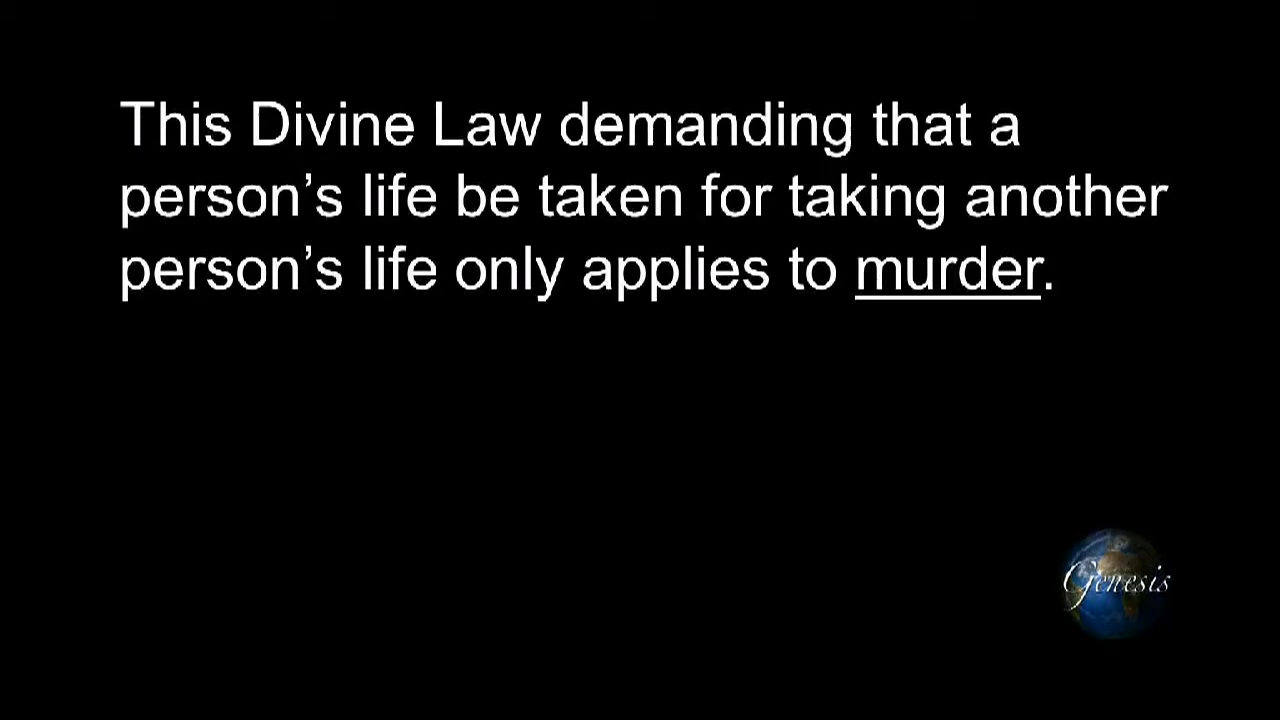 This Divine Law demanding that a
person’s life be taken for taking another
person’s life only applies to murder.
Genesis